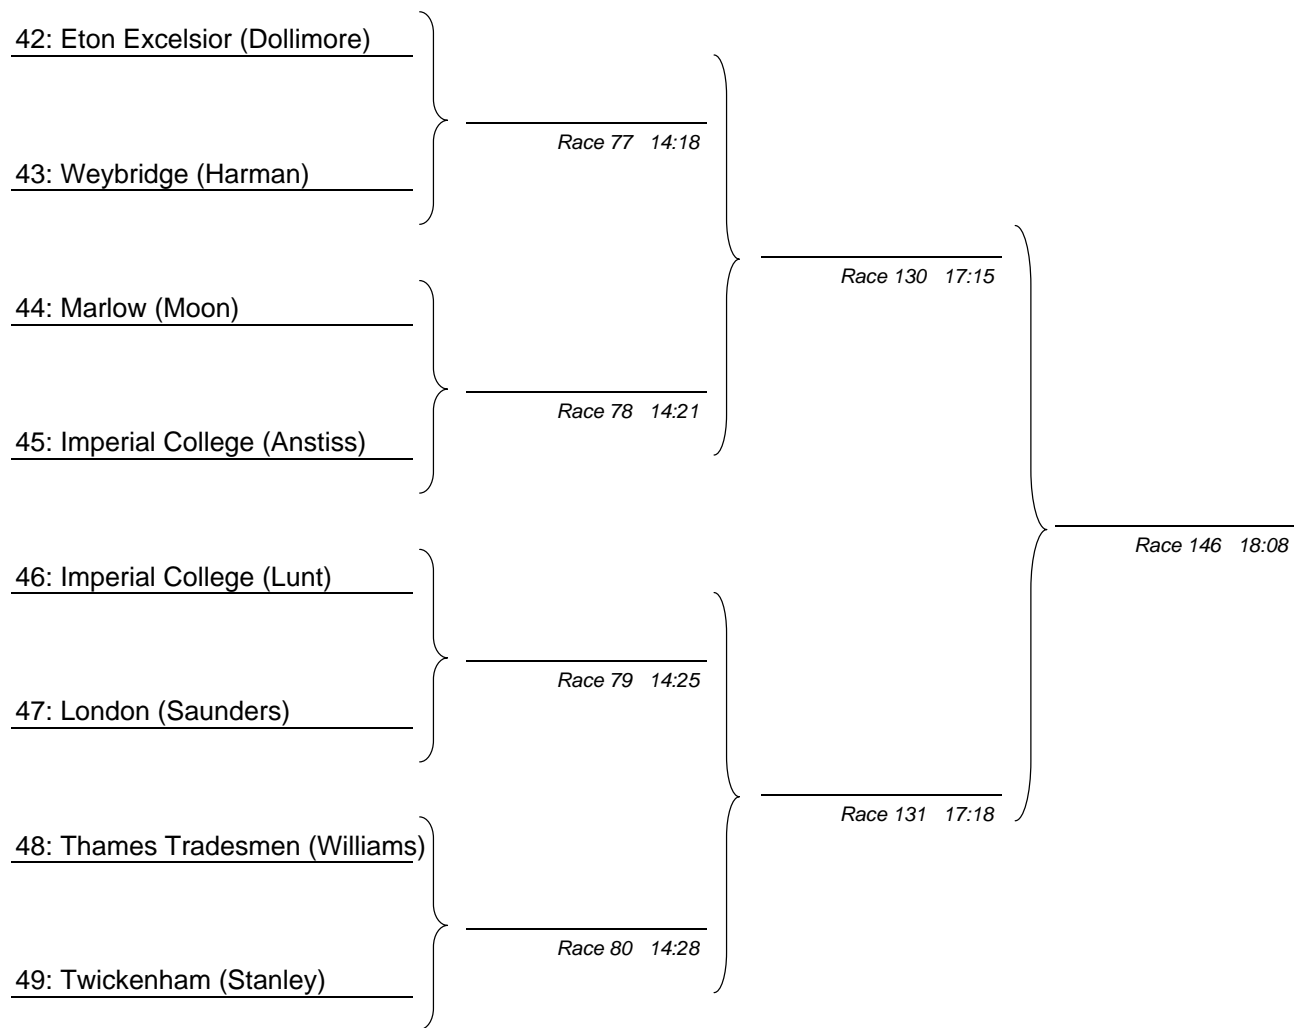 42: Eton Excelsior (Dollimore)
Race 77 14:18
43: Weybridge (Harman)
Race 130 17:15
44: Marlow (Moon)
Race 78 14:21
45: Imperial College (Anstiss)
Race 146 18:08
46: Imperial College (Lunt)
Race 79 14:25
47: London (Saunders)
Race 131 17:18
48: Thames Tradesmen (Williams)
Race 80 14:28
49: Twickenham (Stanley)